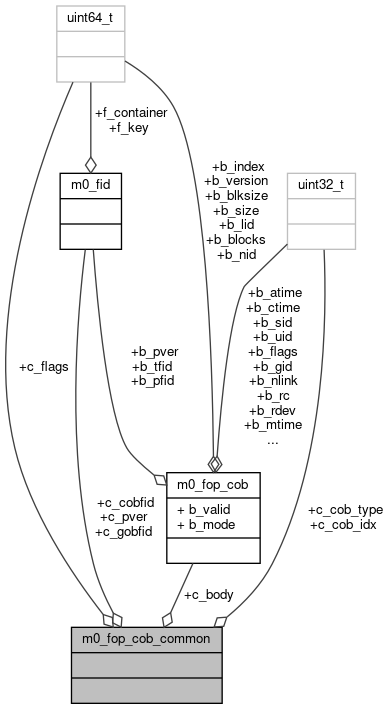 uint64_t
+f_container
+f_key
m0_fid
uint32_t
+b_index
+b_version
+b_blksize
+b_size
+b_lid
+b_blocks
+b_nid
+b_atime
+b_ctime
+b_sid
+b_uid
+b_flags
+b_gid
+b_nlink
+b_rc
+b_rdev
+b_mtime
...
+b_pver
+b_tfid
+b_pfid
+c_flags
m0_fop_cob
+ b_valid
+ b_mode
+c_cobfid
+c_pver
+c_gobfid
+c_cob_type
+c_cob_idx
+c_body
m0_fop_cob_common